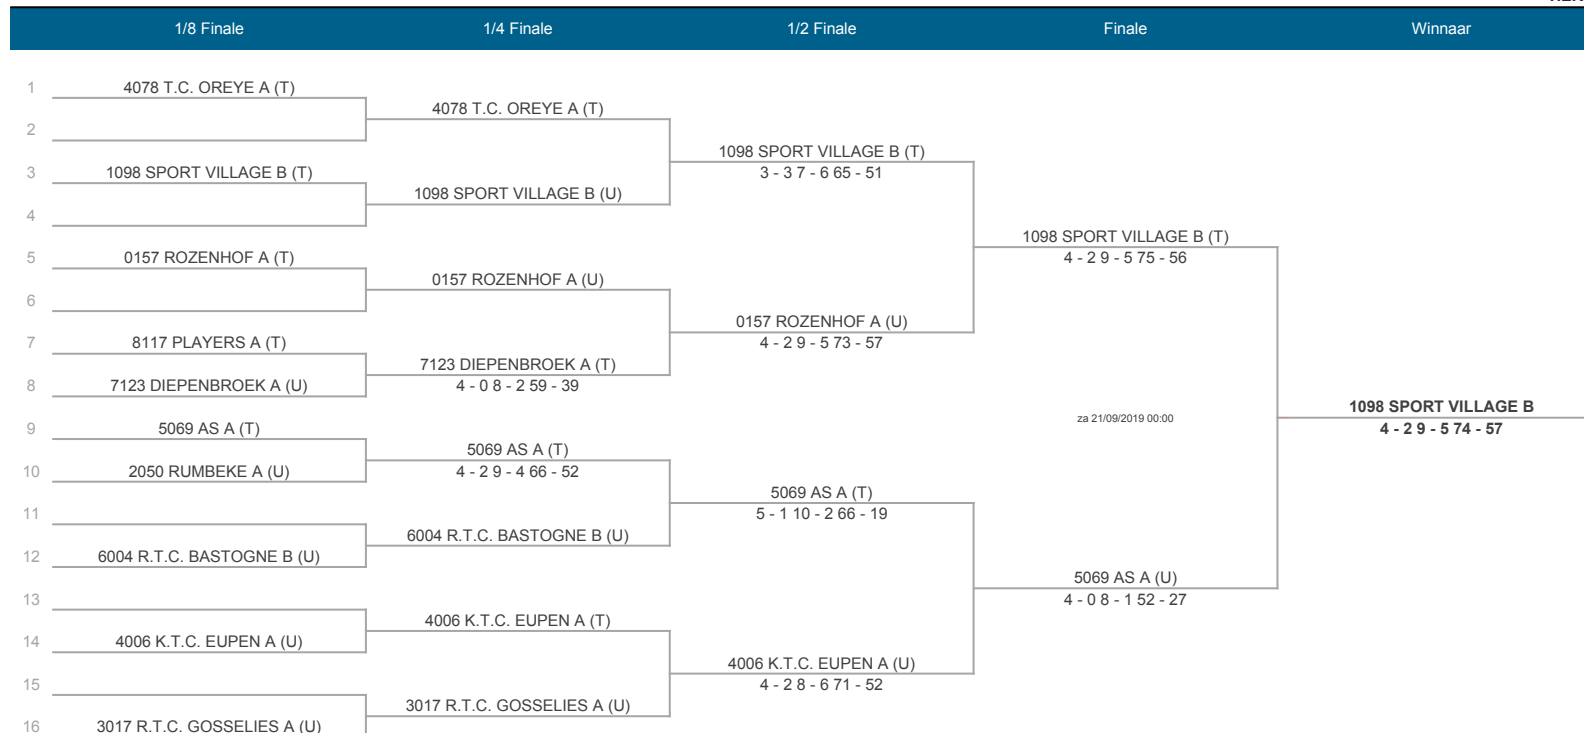 1/8 Finale 1/4 Finale 1/2 Finale Finale Winnaar
1 4078 T.C. OREYE A (T)
4078 T.C. OREYE A (T)
2
1098 SPORT VILLAGE B (T)
3 1098 SPORT VILLAGE B (T) 3 - 3 7 - 6 65 - 51
1098 SPORT VILLAGE B (U)
4
1098 SPORT VILLAGE B (T)
5 0157 ROZENHOF A (T) 4 - 2 9 - 5 75 - 56
0157 ROZENHOF A (U)
6
0157 ROZENHOF A (U)
7 8117 PLAYERS A (T) 4 - 2 9 - 5 73 - 57
7123 DIEPENBROEK A (T)
8 7123 DIEPENBROEK A (U) 4 - 0 8 - 2 59 - 39
1098 SPORT VILLAGE B
za 21/09/2019 00:00
9 5069 AS A (T) 4 - 2 9 - 5 74 - 57
5069 AS A (T)
10 2050 RUMBEKE A (U) 4 - 2 9 - 4 66 - 52
5069 AS A (T)
11 5 - 1 10 - 2 66 - 19
6004 R.T.C. BASTOGNE B (U)
12 6004 R.T.C. BASTOGNE B (U)
5069 AS A (U)
13 4 - 0 8 - 1 52 - 27
4006 K.T.C. EUPEN A (T)
14 4006 K.T.C. EUPEN A (U)
4006 K.T.C. EUPEN A (U)
15 4 - 2 8 - 6 71 - 52
3017 R.T.C. GOSSELIES A (U)
16 3017 R.T.C. GOSSELIES A (U)